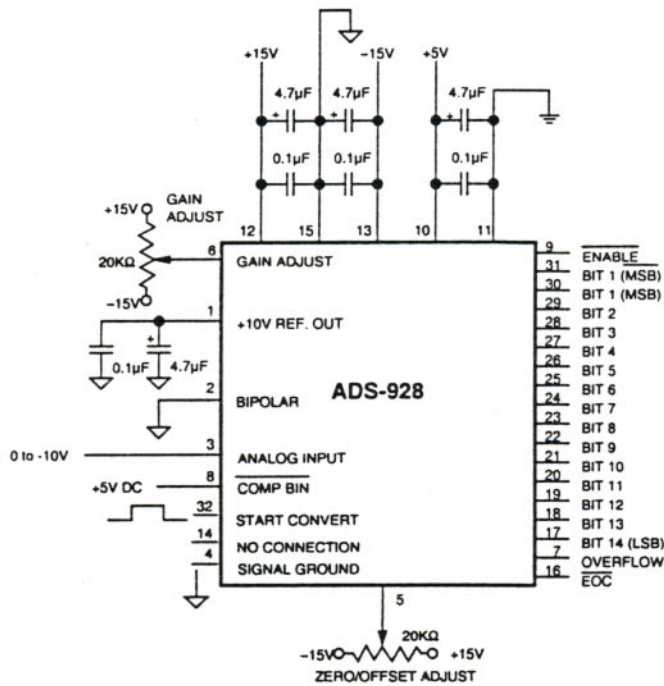 +15V
−15V
+5V
4.7µF
4.7µF
4.7µF
+
+
+
0.1µF
0.1µF
0.1µF
GAIN
ADJUST
+15V
20KΩ
−15V
12
15
13
10
11
6
GAIN ADJUST
1
+10V REF. OUT
+
0.1µF
4.7µF
2
BIPOLAR
ADS-928
3
0 to -10V
ANALOG INPUT
8
+5V DC
COMP BIN
32
START CONVERT
14
NO CONNECTION
4
SIGNAL GROUND
9
ENABLE
31
BIT 1 (MSB)
30
BIT 1 (MSB)
29
BIT 2
28
BIT 3
27
BIT 4
26
BIT 5
25
BIT 6
24
BIT 7
23
BIT 8
22
BIT 9
21
BIT 10
20
BIT 11
19
BIT 12
18
BIT 13
17
BIT 14 (LSB)
7
OVERFLOW
16
EOC
5
20KΩ
−15V
+15V
ZERO/OFFSET ADJUST